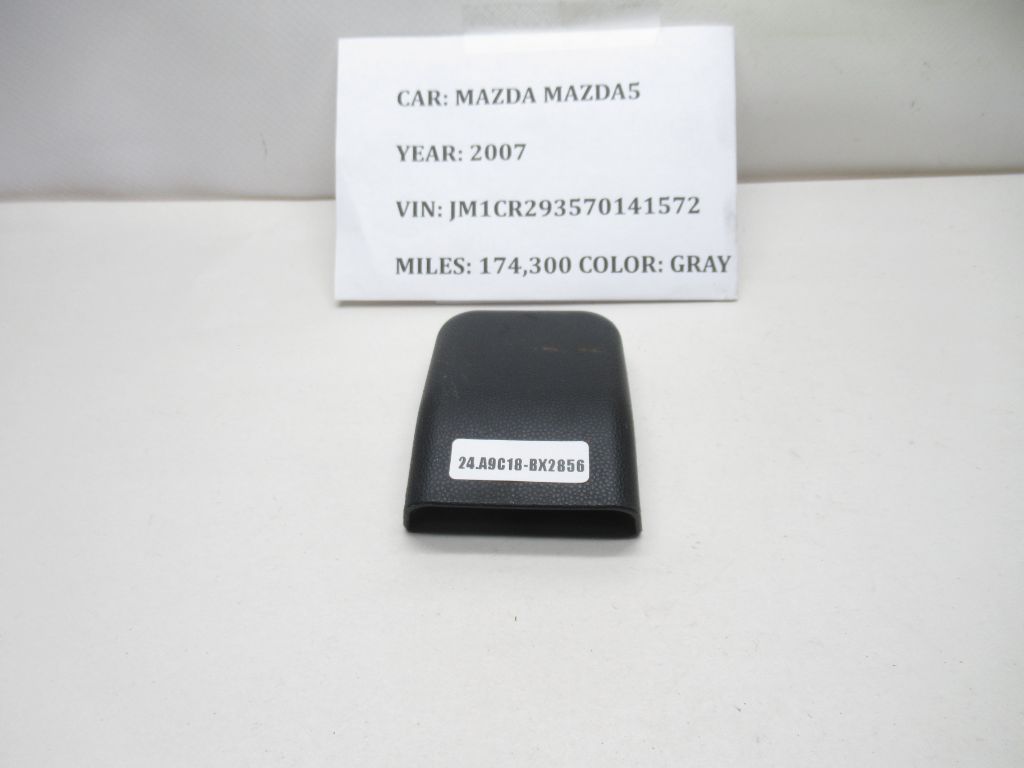 CAR: MAZDA MAZDA5
YEAR: 2007
VIN: JM1CR293570141572
MILES: 174,300 COLOR: GRAY
24.A9C18-BX2856